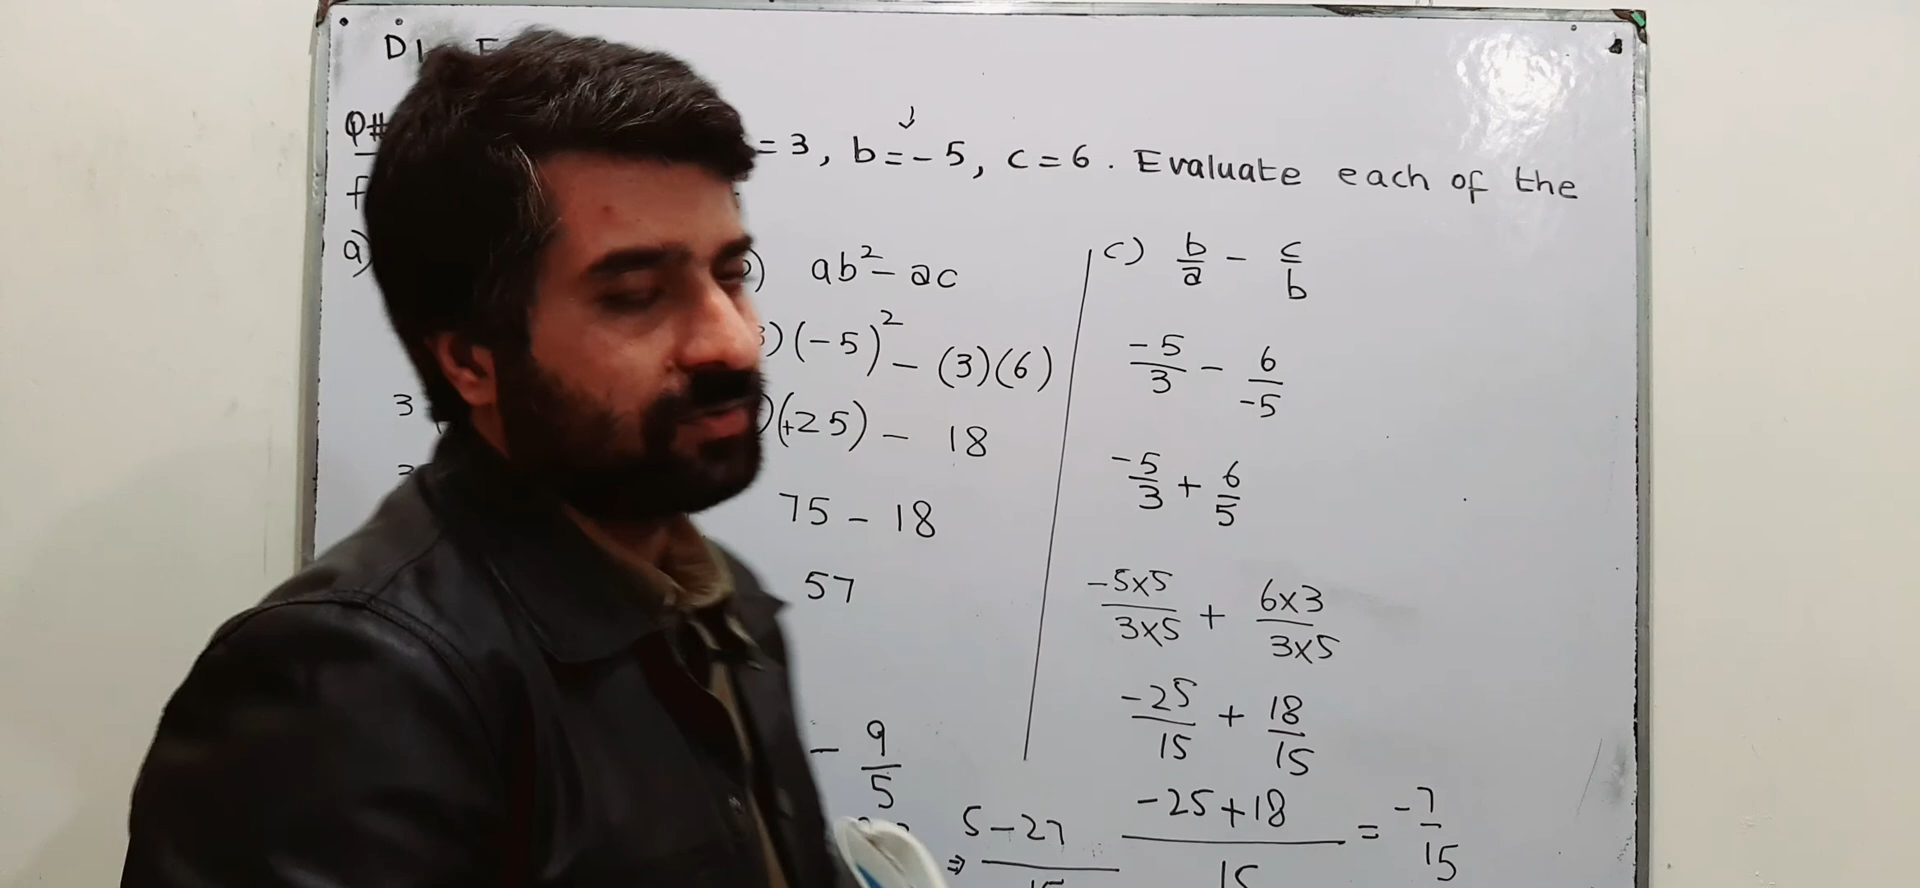 = 3, b = - 5, c = 6. Evaluate each of the
a)
ab² - ac
(-5)² - (3)(6)
(+25) - 18
75 - 18
57
c) b/a - c/b
-5/3 - 6/-5
-5/3 + 6/5
-5x5/3x5 + 6x3/3x5
-25/15 + 18/15
-25+18/15 = -7/15
3
- 9/5
⇒ 5-27